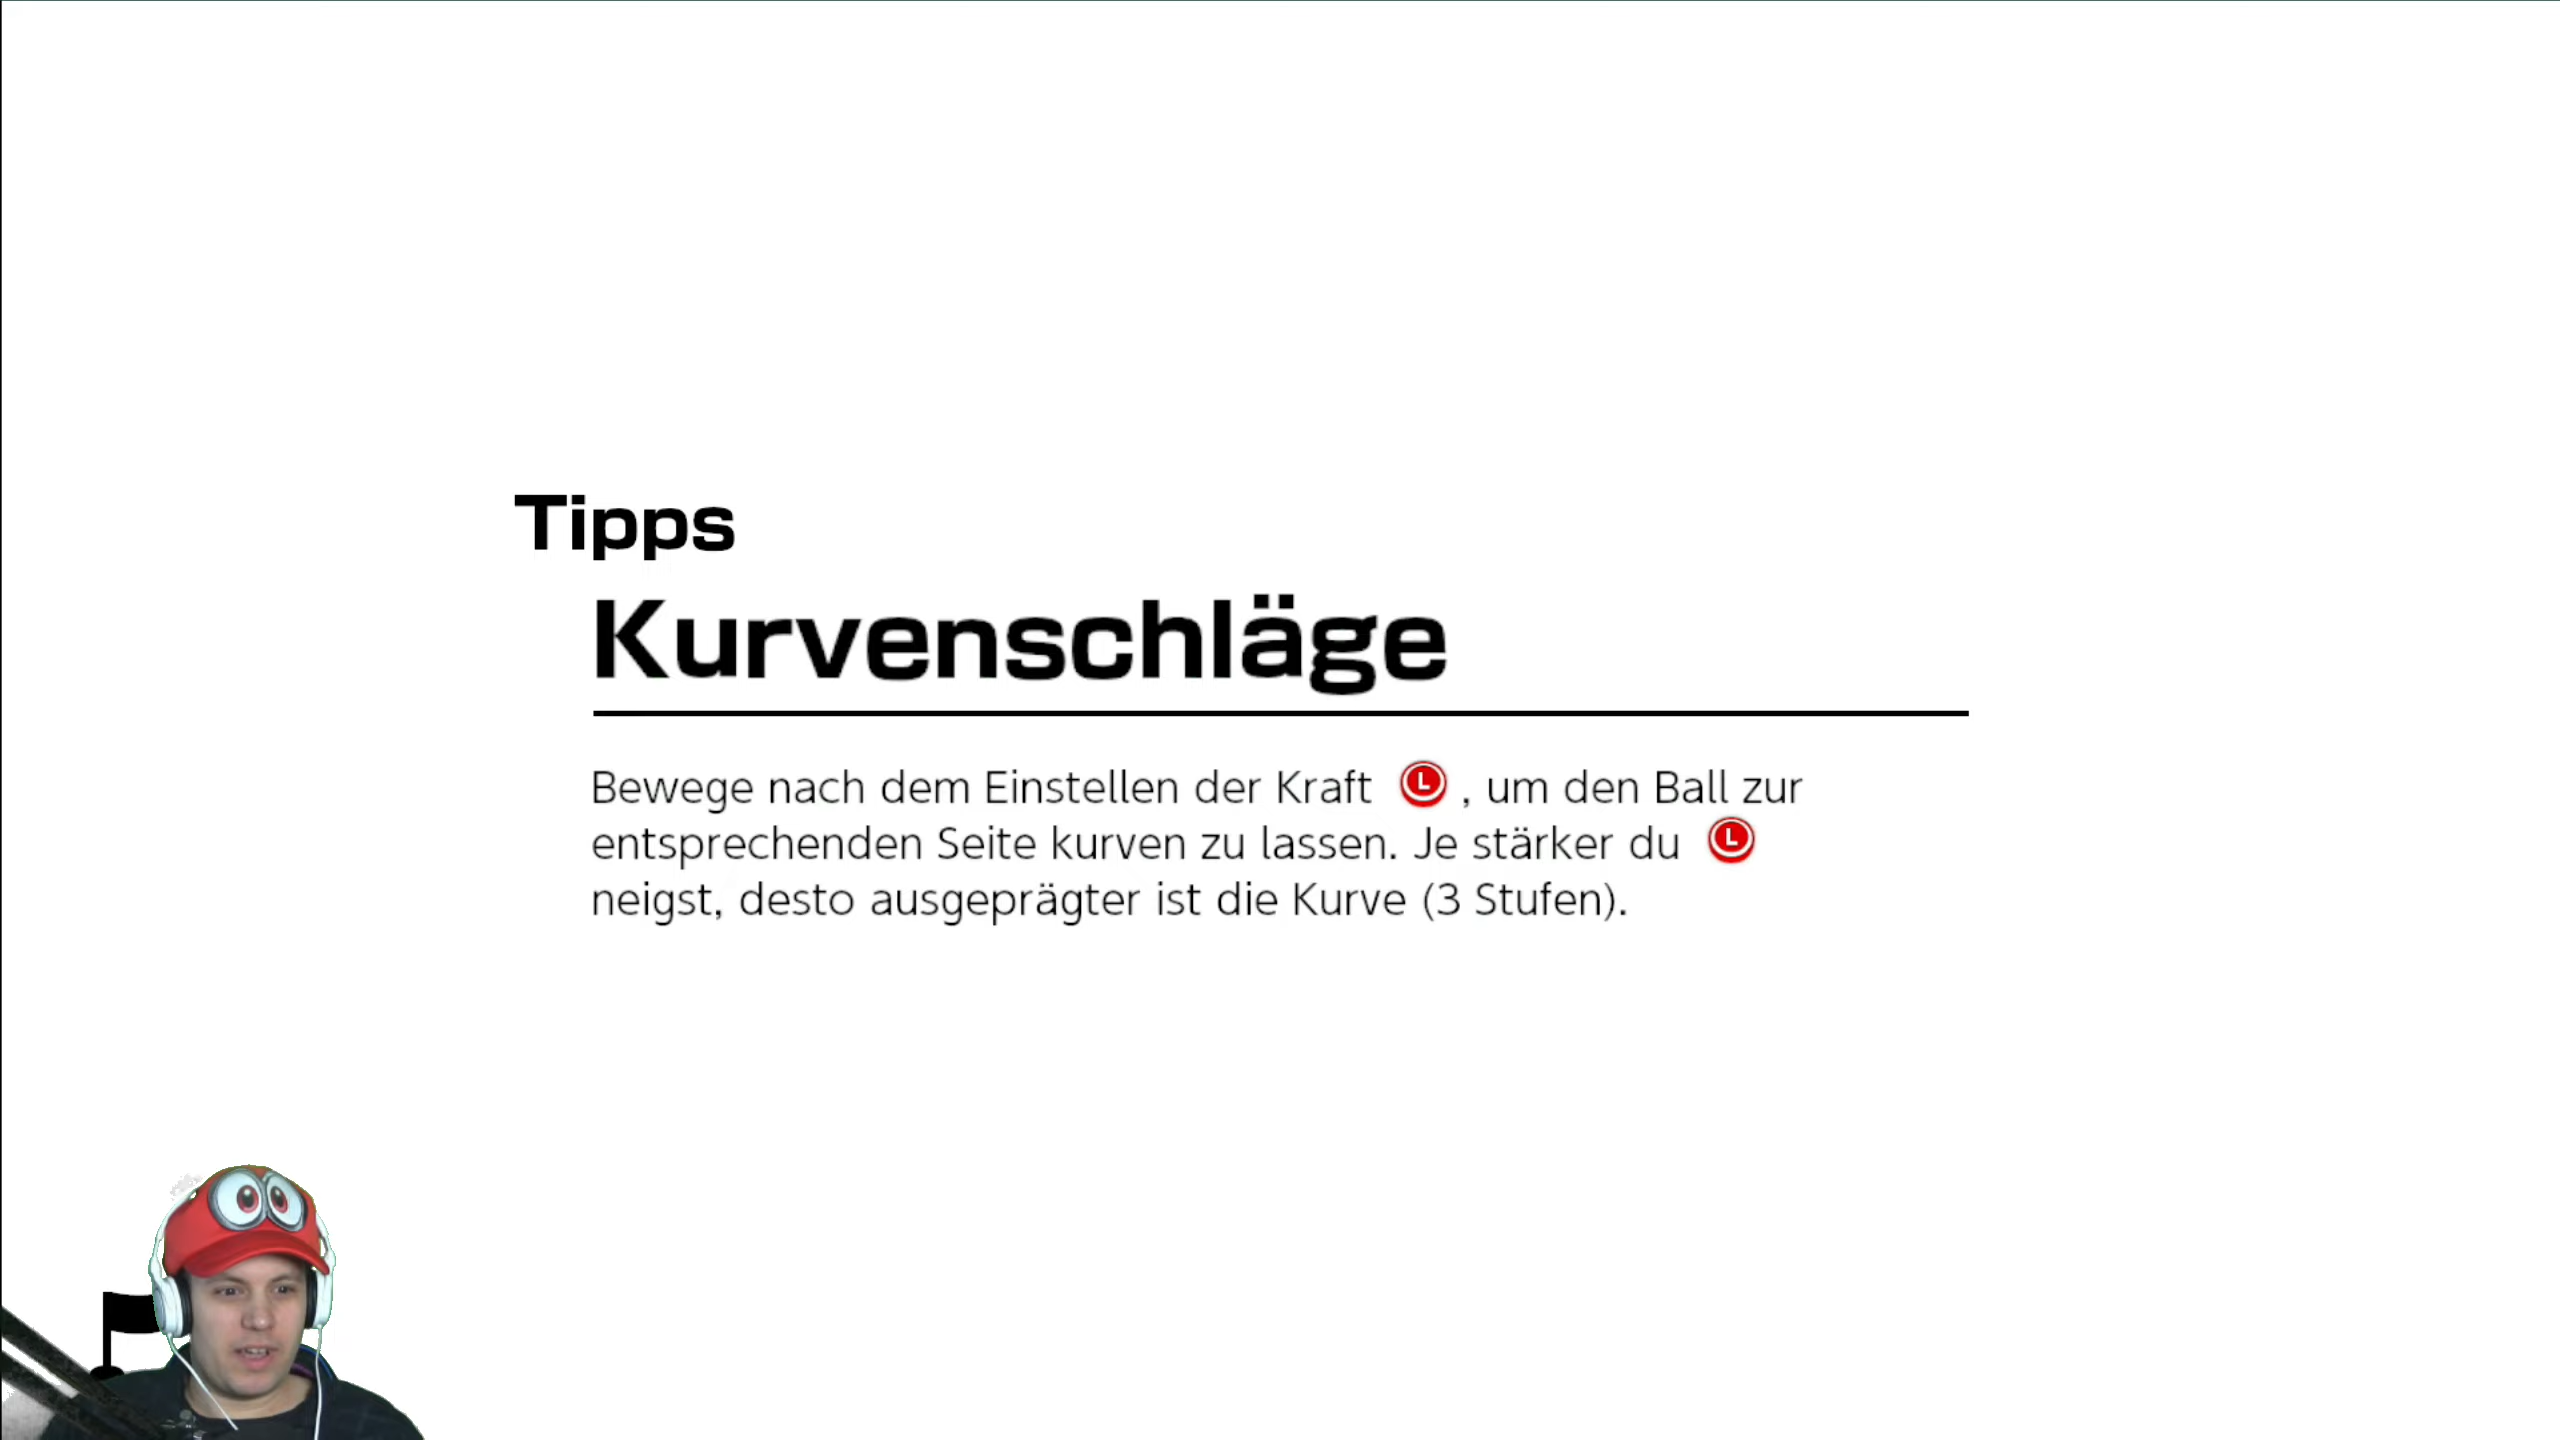 Tipps
Kurvenschläge
Bewege nach dem Einstellen der Kraft L , um den Ball zur
entsprechenden Seite kurven zu lassen. Je stärker du L
neigst, desto ausgeprägter ist die Kurve (3 Stufen).